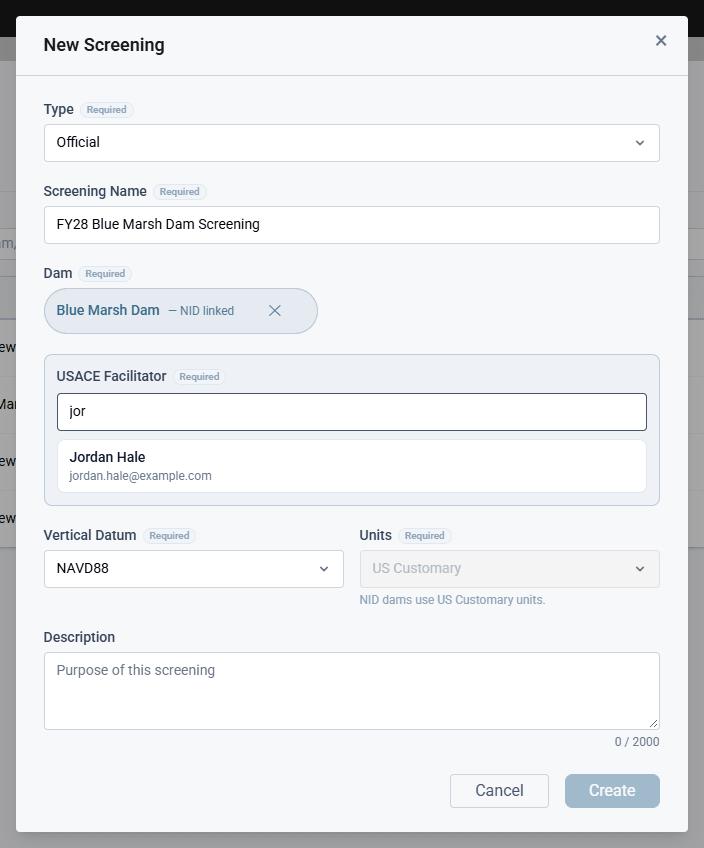 New Screening
Type Required
Official
Screening Name Required
FY28 Blue Marsh Dam Screening
Dam Required
Blue Marsh Dam — NID linked
USACE Facilitator Required
jor
Jordan Hale
jordan.hale@example.com
Vertical Datum Required
NAVD88
Units Required
US Customary
NID dams use US Customary units.
Description
Purpose of this screening
0 / 2000
Cancel
Create